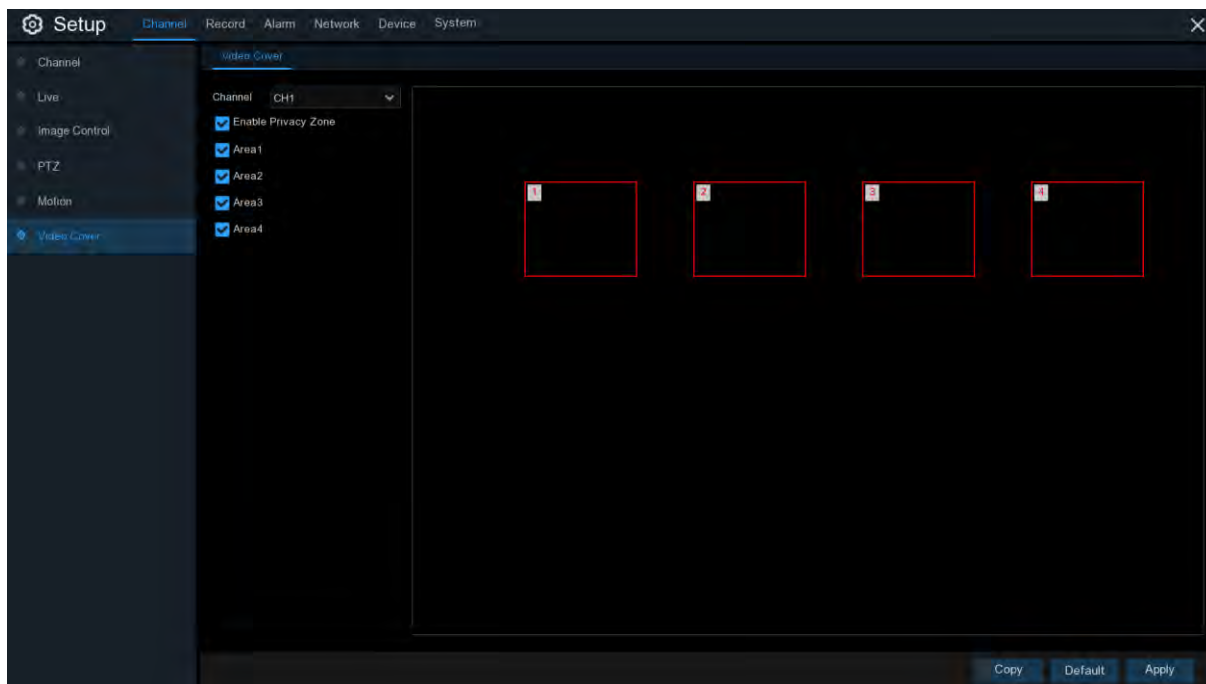 Setup Channel Record Alarm Network Device System
Channel
Live
Image Control
PTZ
Motion
Video Cover
Video Cover
Channel CH1
Enable Privacy Zone
Area1
Area2
Area3
Area4
1 2 3 4
Copy Default Apply